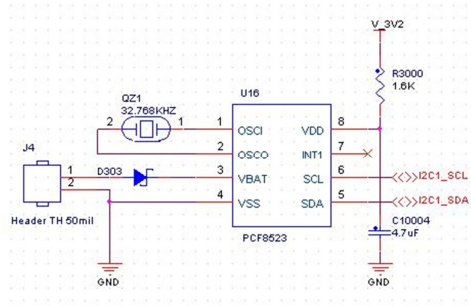 V_3V2
R3000
1.6K
U16
QZ1
32.768KHZ
2 1 1 OSCI VDD 8
2 OSCO INT1 7
J4
1 D303 3 VBAT SCL 6 I2C1_SCL
2 4 VSS SDA 5 I2C1_SDA
Header TH 50mil
PCF8523
C10004
4.7uF
GND GND